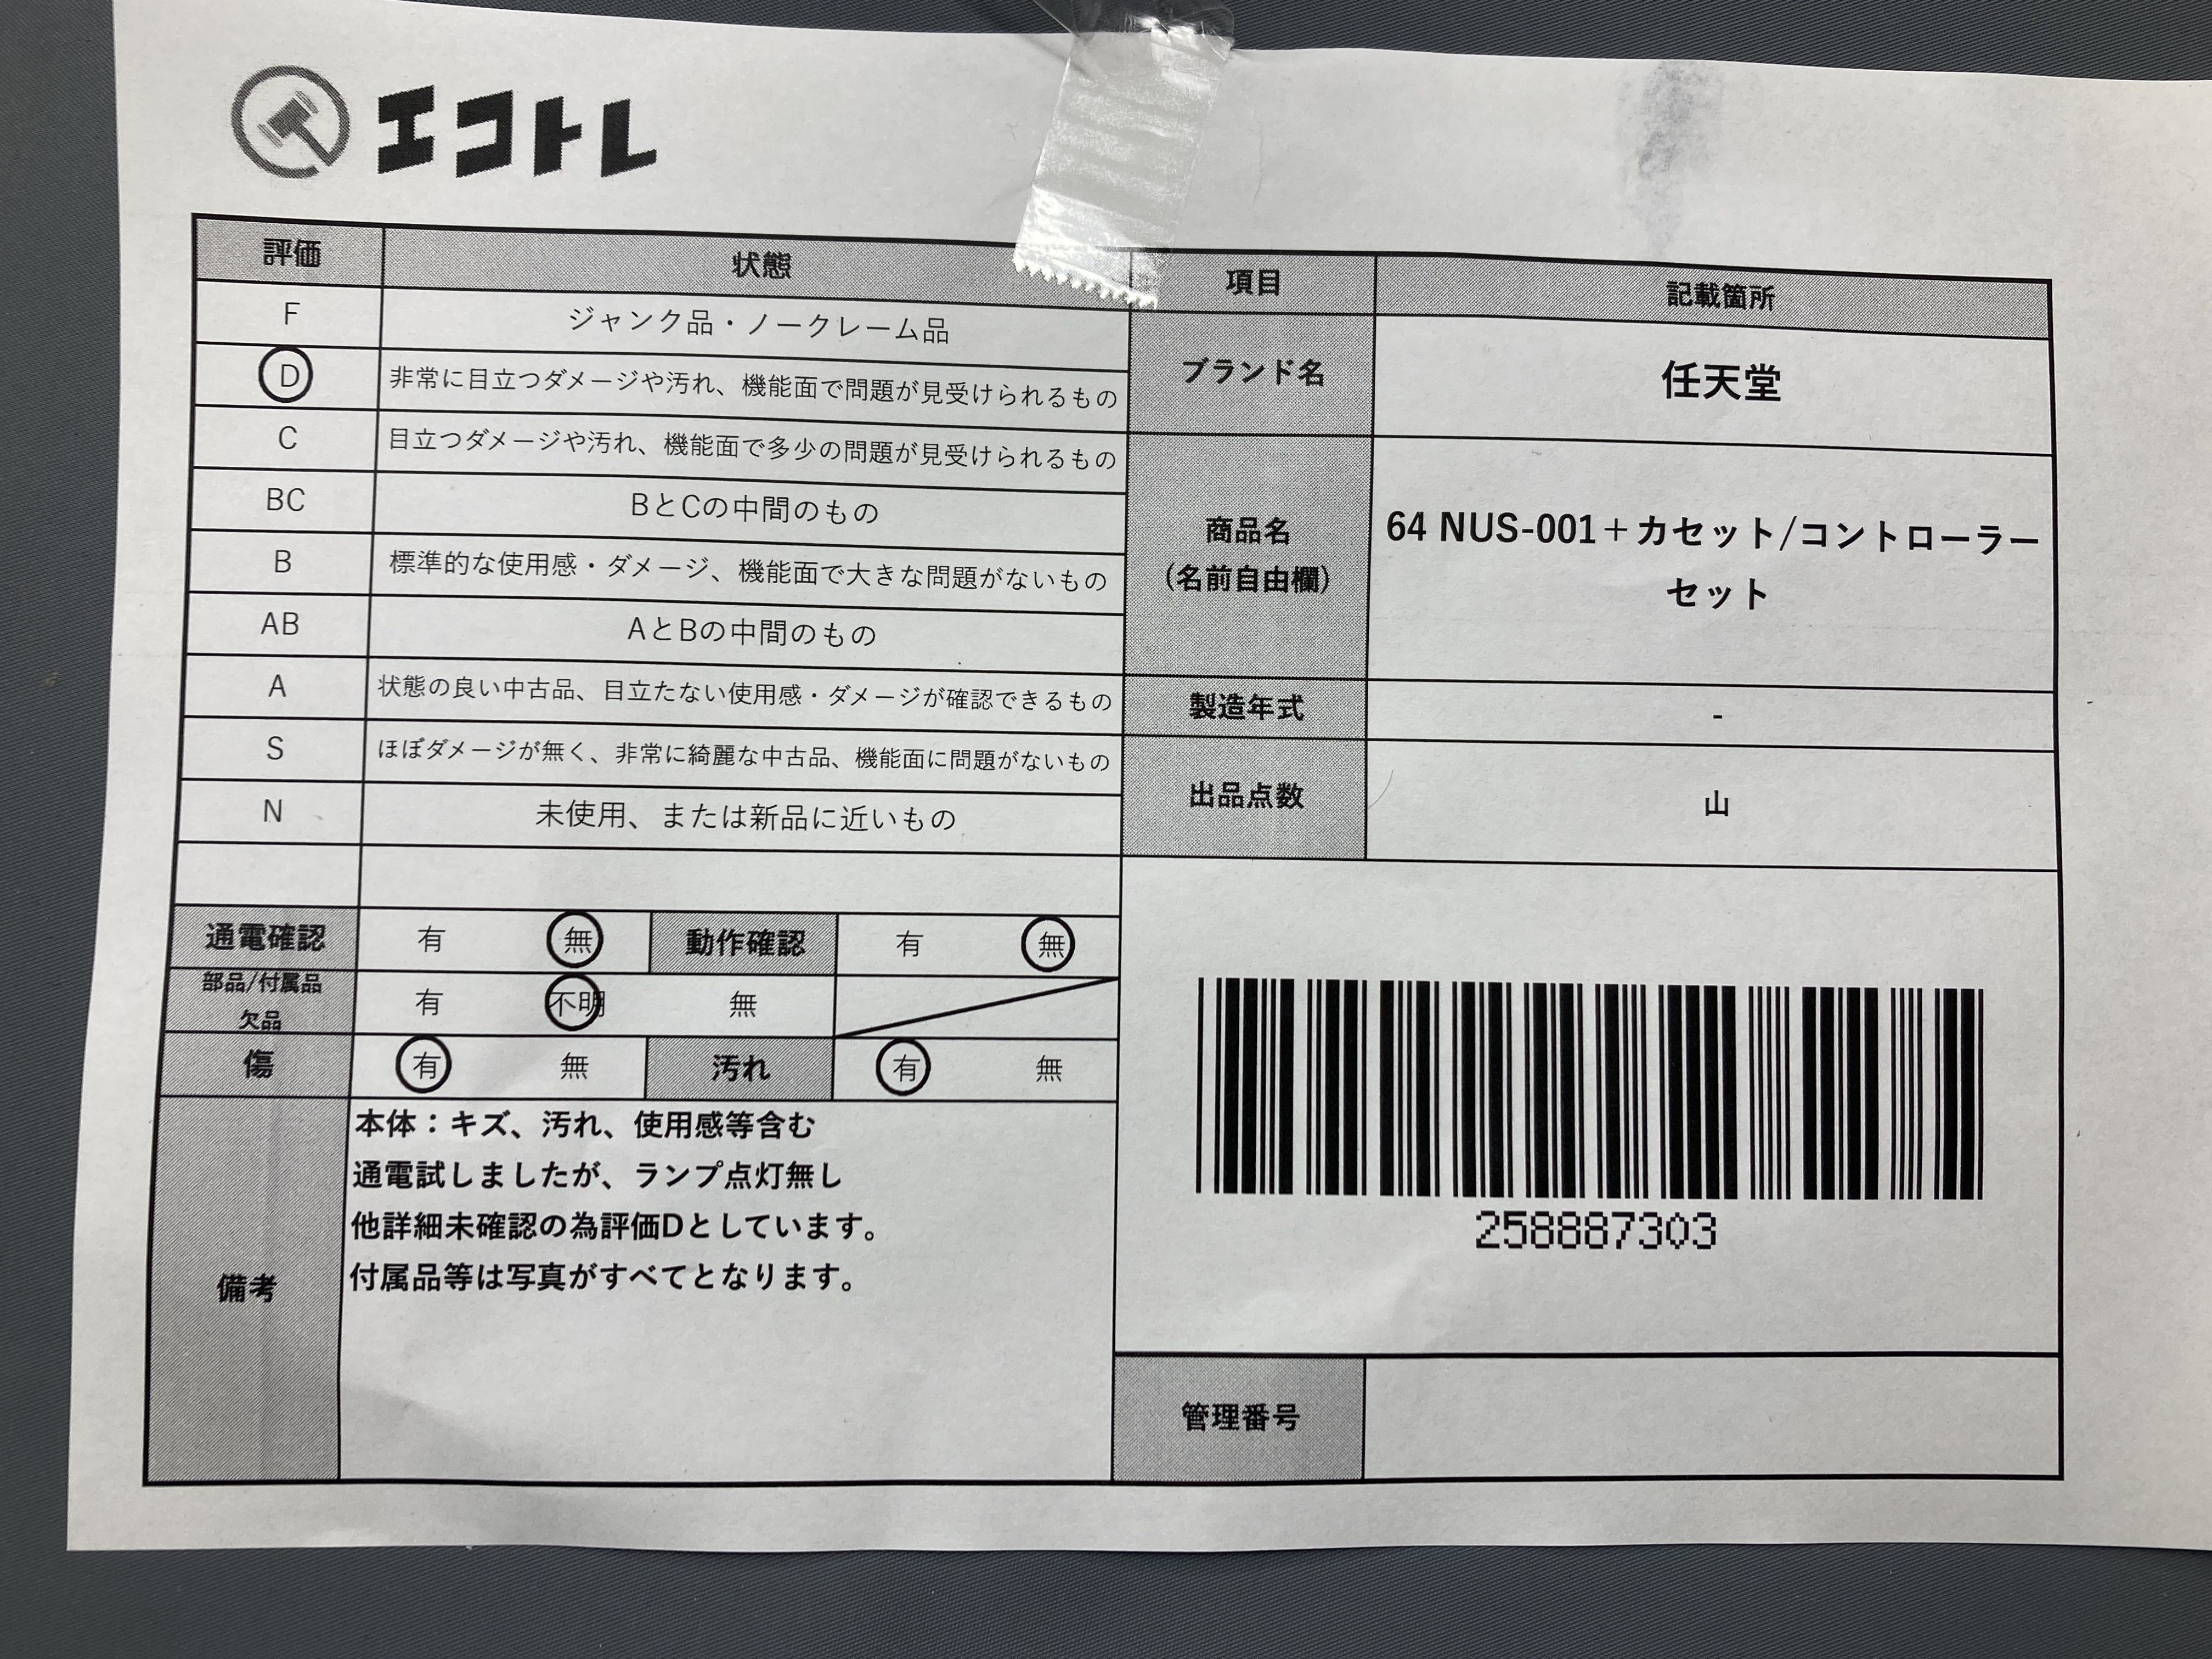 エコトレ
評価 状態
F ジャンク品・ノークレーム品
D 非常に目立つダメージや汚れ、機能面で問題が見受けられるもの
C 目立つダメージや汚れ、機能面で多少の問題が見受けられるもの
BC BとCの中間のもの
B 標準的な使用感・ダメージ、機能面で大きな問題がないもの
AB AとBの中間のもの
A 状態の良い中古品、目立たない使用感・ダメージが確認できるもの
S ほぼダメージが無く、非常に綺麗な中古品、機能面に問題がないもの
N 未使用、または新品に近いもの
通電確認 有 無 動作確認 有 無
部品/付属品
欠品 有 不明 無
傷 有 無 汚れ 有 無
備考
本体：キズ、汚れ、使用感等含む
通電試しましたが、ランプ点灯無し
他詳細未確認の為評価Dとしています。
付属品等は写真がすべてとなります。
項目 記載箇所
ブランド名 任天堂
商品名
(名前自由欄)
64 NUS-001＋カセット/コントローラー
セット
製造年式 -
出品点数 山
258887303
管理番号